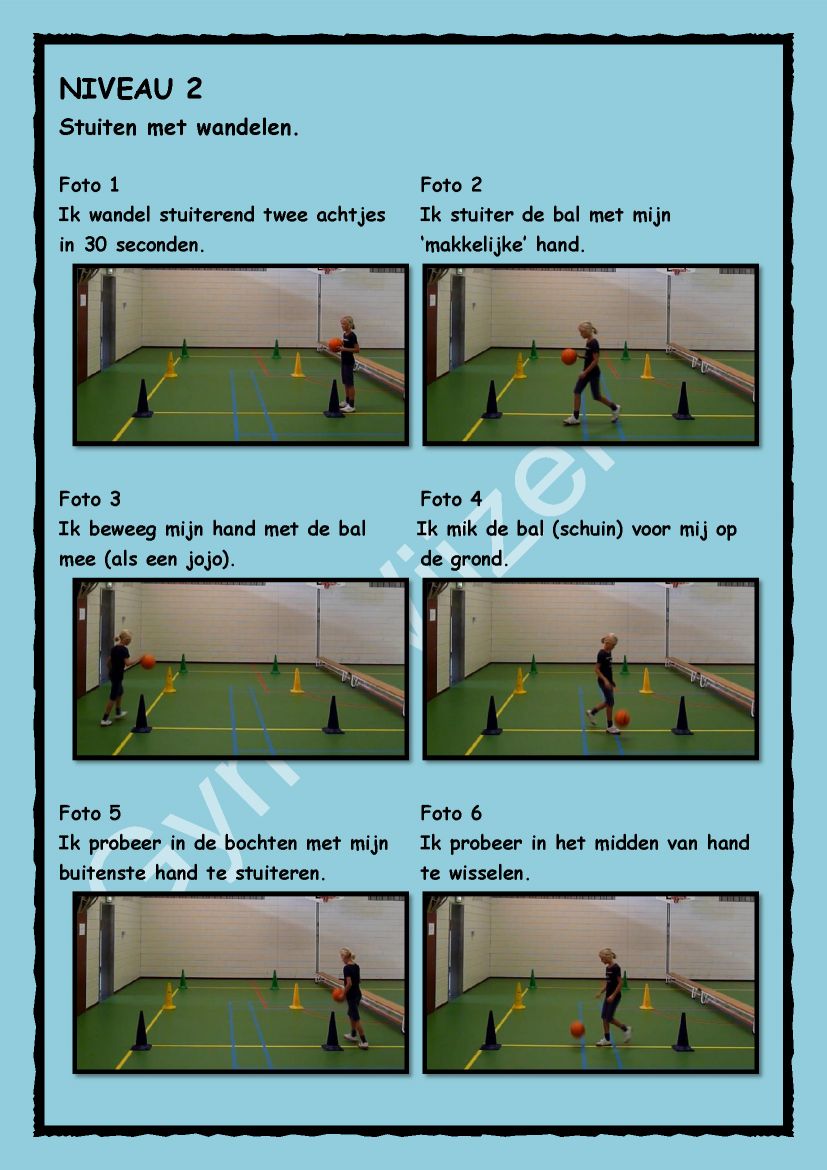 NIVEAU 2
Stuiten met wandelen.
Foto 1
Ik wandel stuiterend twee achtjes
in 30 seconden.
Foto 2
Ik stuiter de bal met mijn
‘makkelijke’ hand.
Foto 3
Ik beweeg mijn hand met de bal
mee (als een jojo).
Foto 4
Ik mik de bal (schuin) voor mij op
de grond.
Foto 5
Ik probeer in de bochten met mijn
buitenste hand te stuiteren.
Foto 6
Ik probeer in het midden van hand
te wisselen.